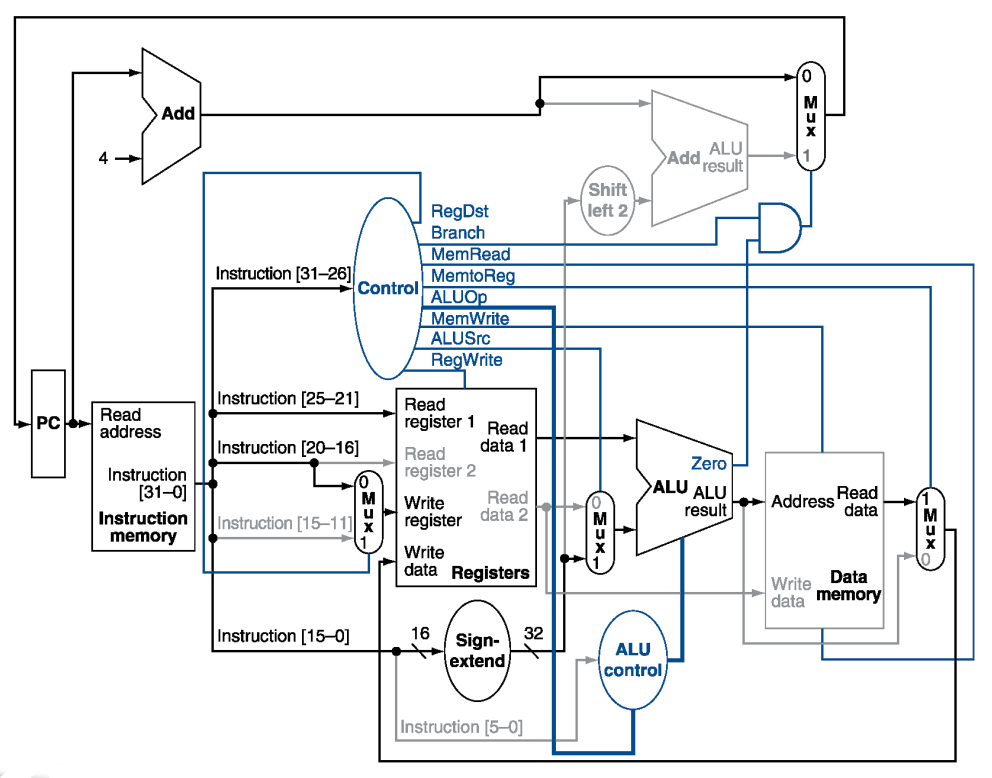 0
M
u
x
1
Add
4
Add ALU
result
Shift
left 2
RegDst
Branch
MemRead
MemtoReg
ALUOp
MemWrite
ALUSrc
RegWrite
Control
Instruction [31–26]
Instruction [25–21]
Instruction [20–16]
Instruction [15–11]
Instruction [15–0]
Instruction [5–0]
PC
Read
address
Instruction
[31–0]
Instruction
memory
0
M
u
x
1
Read
register 1
Read
register 2
Write
register
Write
data
Read
data 1
Read
data 2
Registers
0
M
u
x
1
Zero
ALU
ALU
result
Address
Read
data
Write
data
Data
memory
1
M
u
x
0
16
Sign-
extend
32
ALU
control